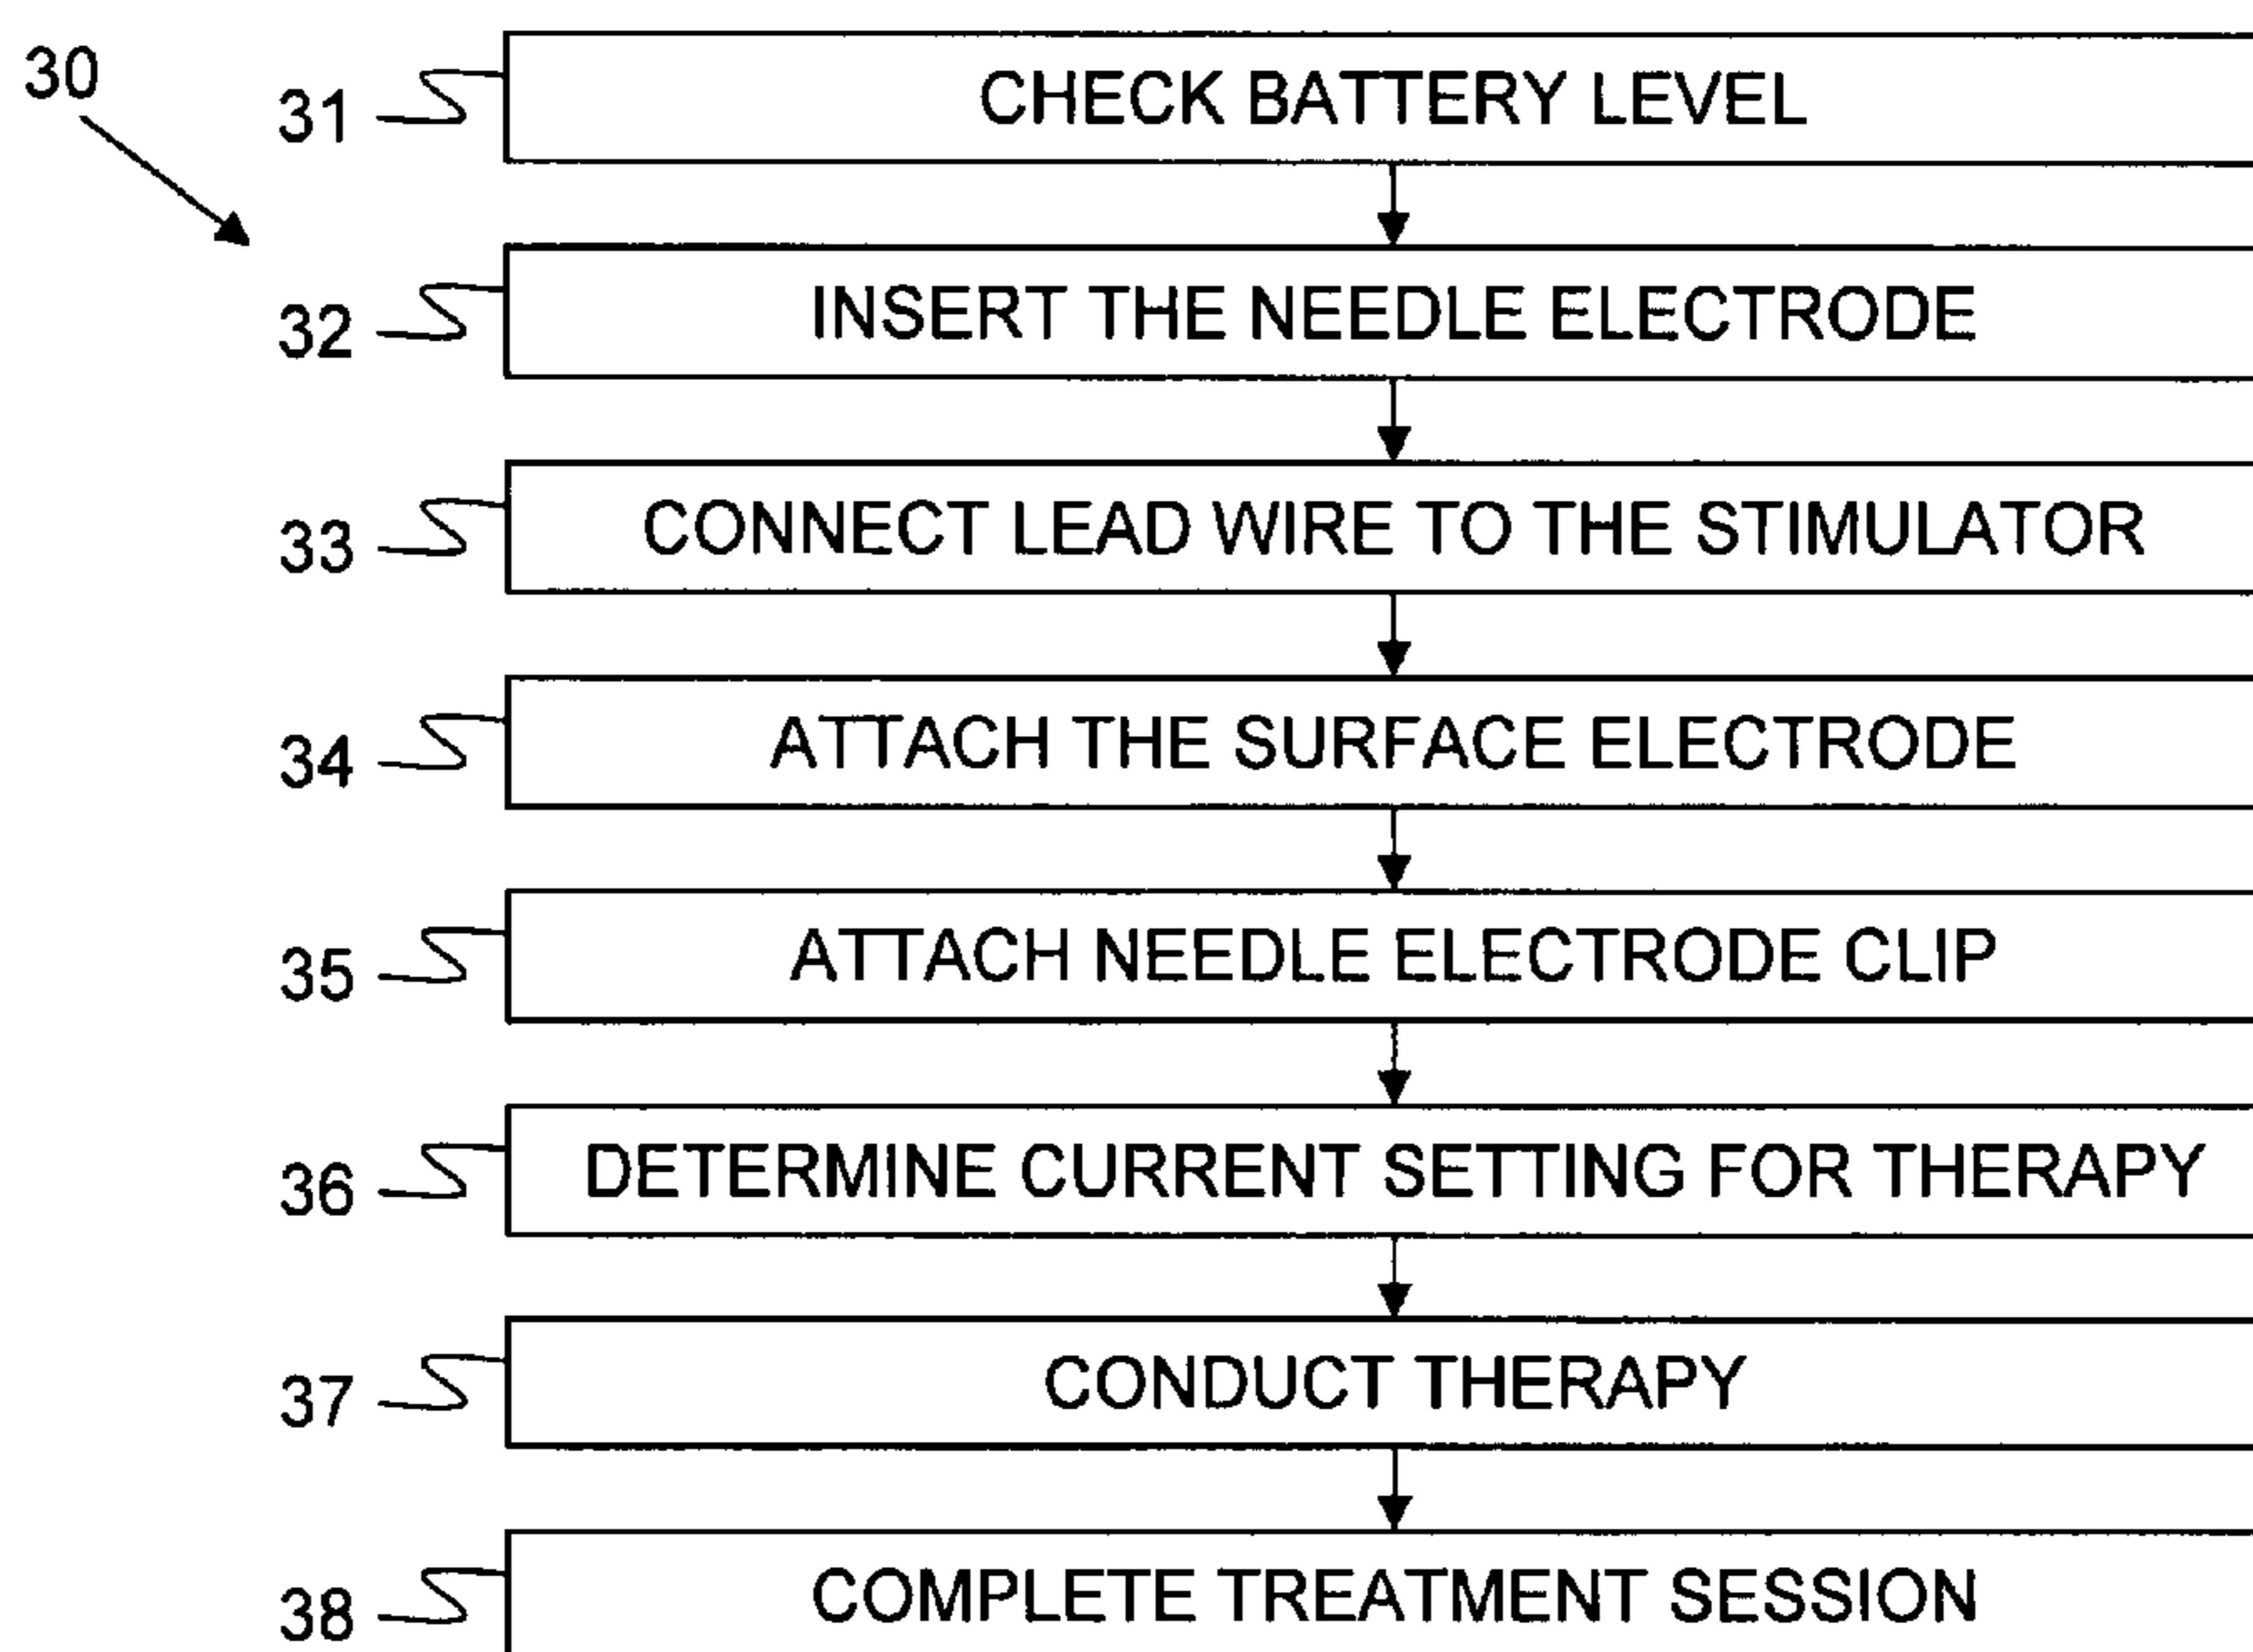 30
31 CHECK BATTERY LEVEL
32 INSERT THE NEEDLE ELECTRODE
33 CONNECT LEAD WIRE TO THE STIMULATOR
34 ATTACH THE SURFACE ELECTRODE
35 ATTACH NEEDLE ELECTRODE CLIP
36 DETERMINE CURRENT SETTING FOR THERAPY
37 CONDUCT THERAPY
38 COMPLETE TREATMENT SESSION